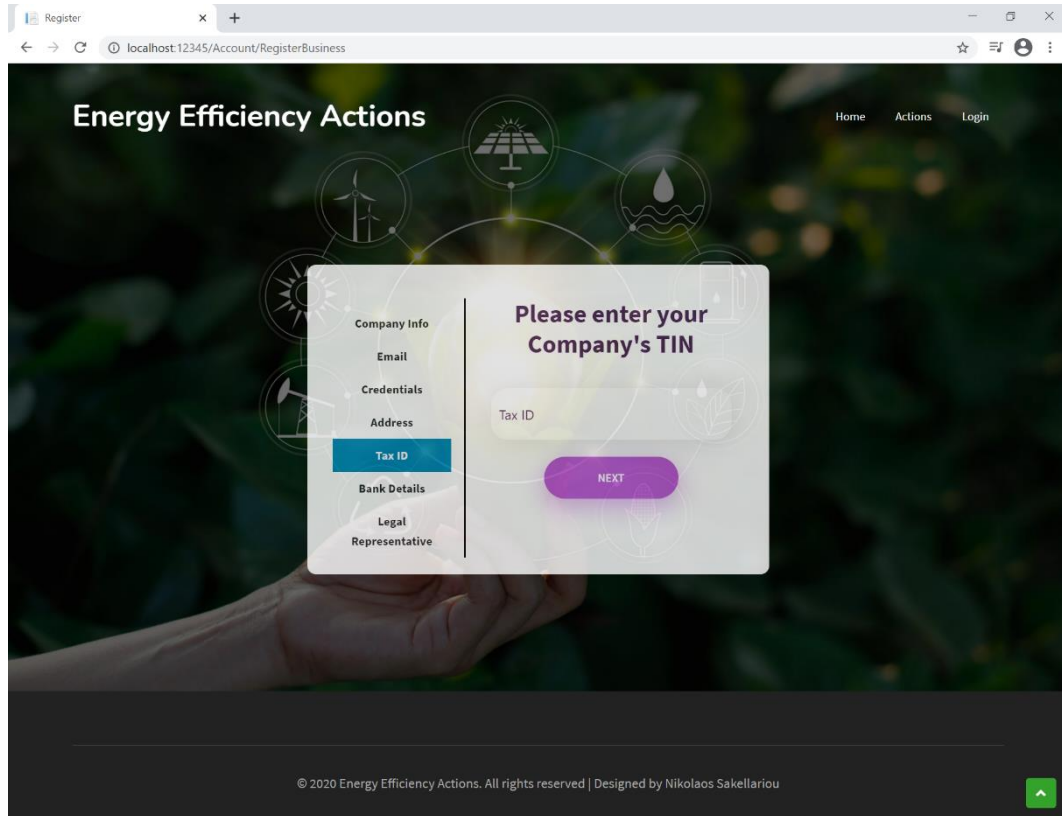 Register
localhost:12345/Account/RegisterBusiness
Energy Efficiency Actions
Home Actions Login
Company Info
Email
Credentials
Address
Tax ID
Bank Details
Legal
Representative
Please enter your
Company's TIN
Tax ID
NEXT
© 2020 Energy Efficiency Actions. All rights reserved | Designed by Nikolaos Sakellariou